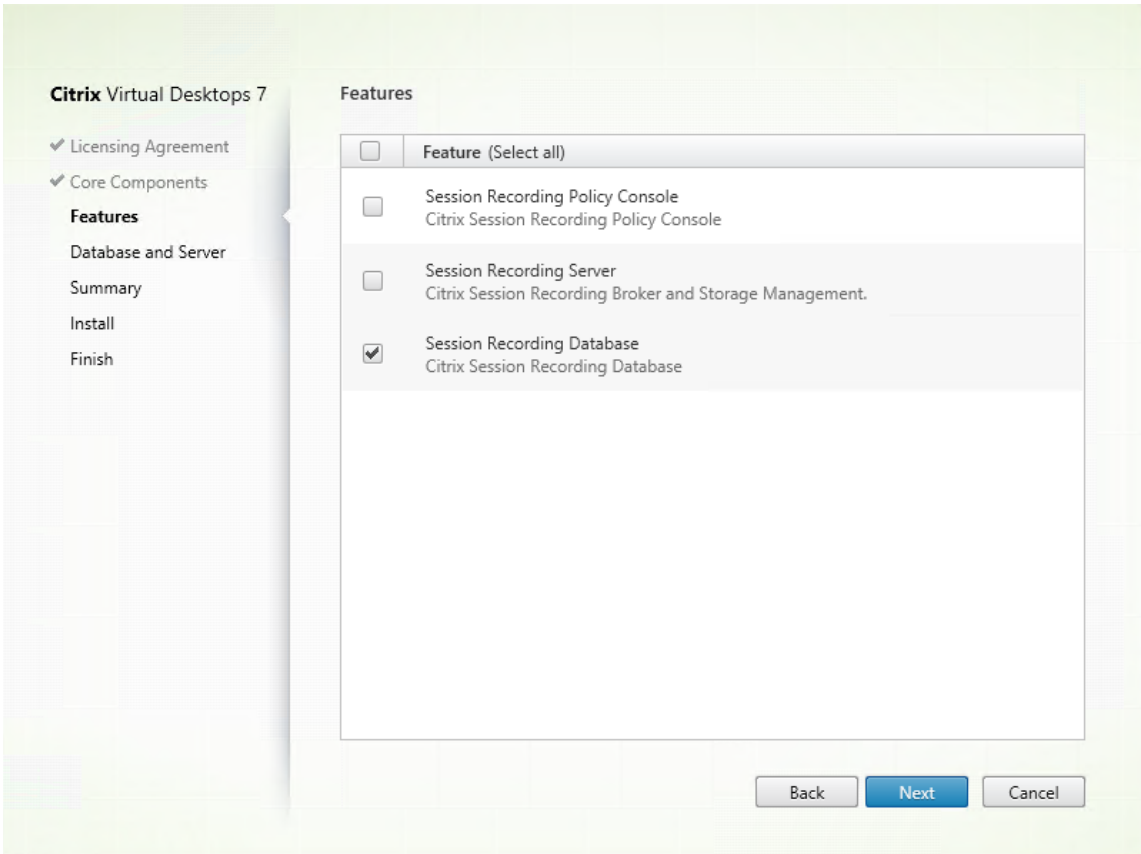 Citrix Virtual Desktops 7
Licensing Agreement
Core Components
Features
Database and Server
Summary
Install
Finish
Features
Feature (Select all)
Session Recording Policy Console
Citrix Session Recording Policy Console
Session Recording Server
Citrix Session Recording Broker and Storage Management.
Session Recording Database
Citrix Session Recording Database
Back
Next
Cancel